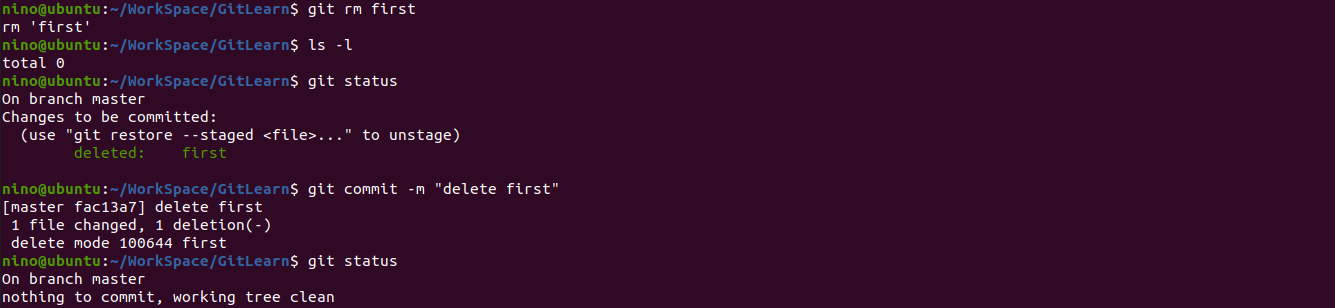 nino@ubuntu:~/WorkSpace/GitLearn$ git rm first
rm 'first'
nino@ubuntu:~/WorkSpace/GitLearn$ ls -l
total 0
nino@ubuntu:~/WorkSpace/GitLearn$ git status
On branch master
Changes to be committed:
  (use "git restore --staged <file>..." to unstage)
        deleted:    first

nino@ubuntu:~/WorkSpace/GitLearn$ git commit -m "delete first"
[master fac13a7] delete first
 1 file changed, 1 deletion(-)
 delete mode 100644 first
nino@ubuntu:~/WorkSpace/GitLearn$ git status
On branch master
nothing to commit, working tree clean